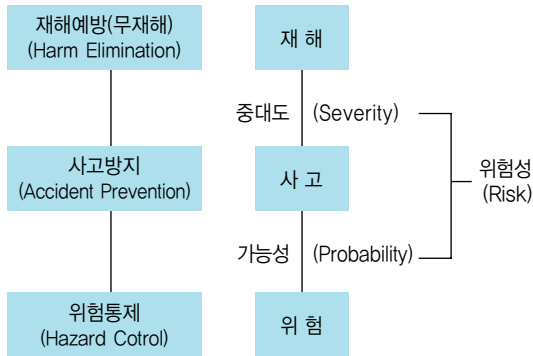 재해예방(무재해)
(Harm Elimination)
재 해
중대도 (Severity)
사고방지
(Accident Prevention)
사 고
위험성
(Risk)
가능성 (Probability)
위험통제
(Hazard Cotrol)
위 험